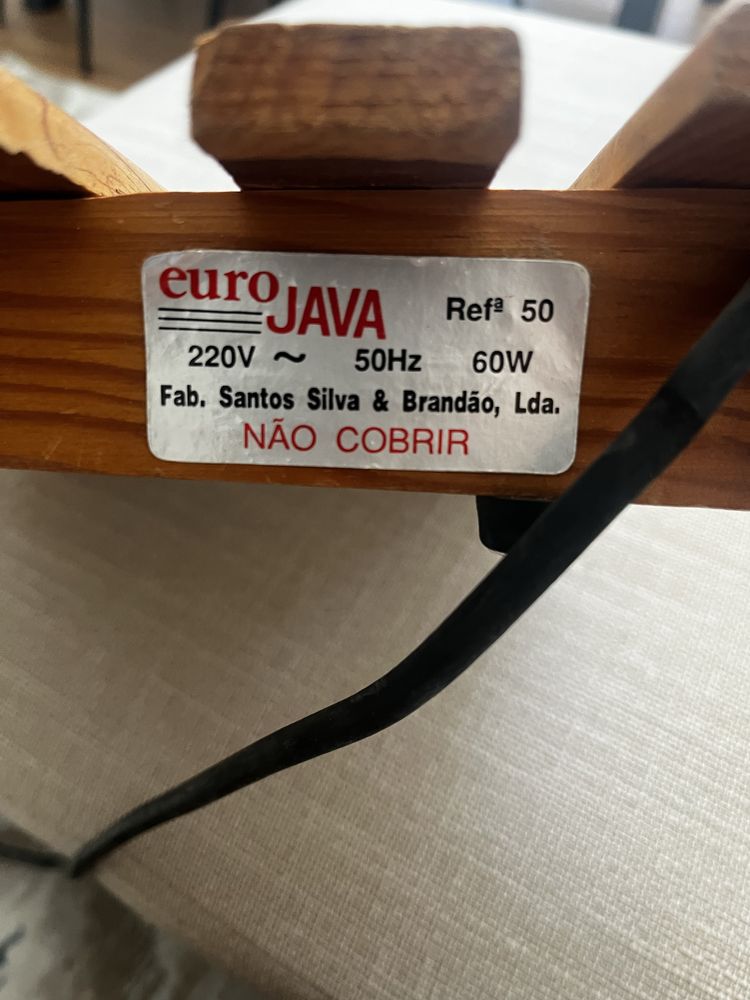 euro JAVA Refª 50
220V ~ 50Hz 60W
Fab. Santos Silva & Brandão, Lda.
NÃO COBRIR